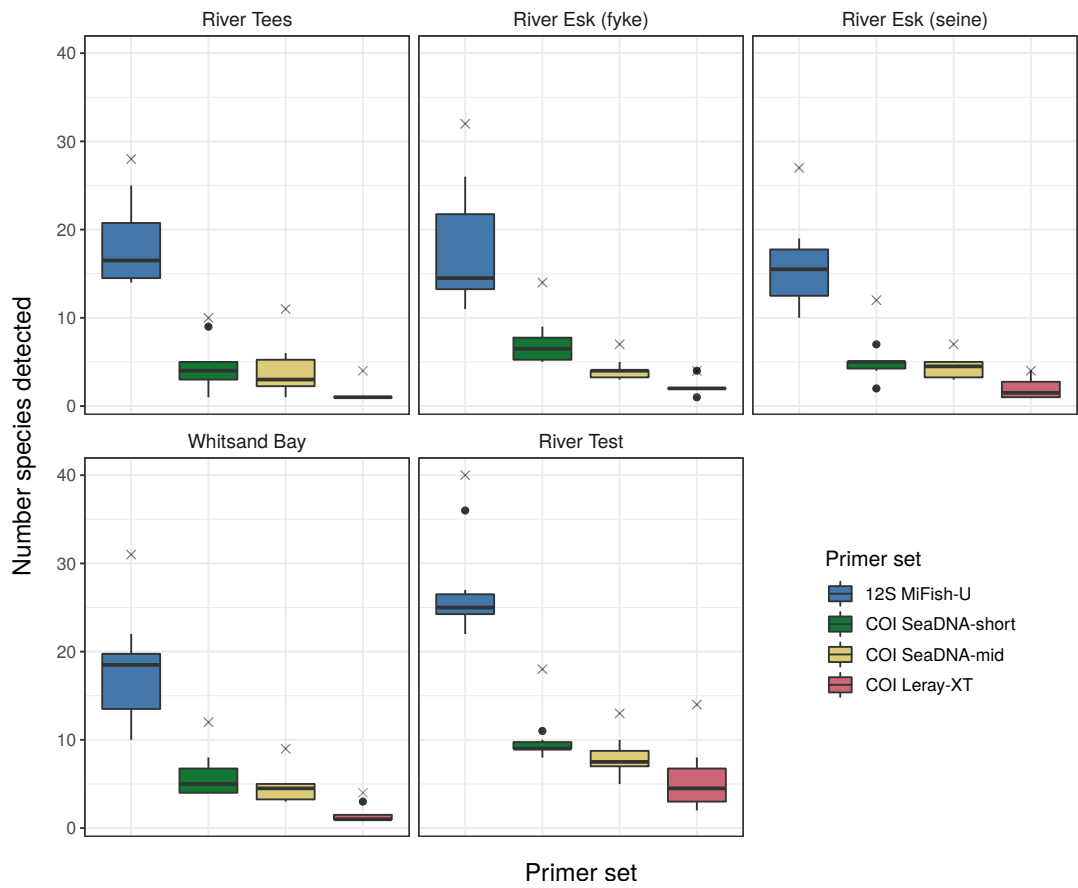 River Tees
River Esk (fyke)
River Esk (seine)
40
30
20
10
0
Whitsand Bay
River Test
40
30
20
10
0
Number species detected
Primer set
Primer set
12S MiFish-U
COI SeaDNA-short
COI SeaDNA-mid
COI Leray-XT